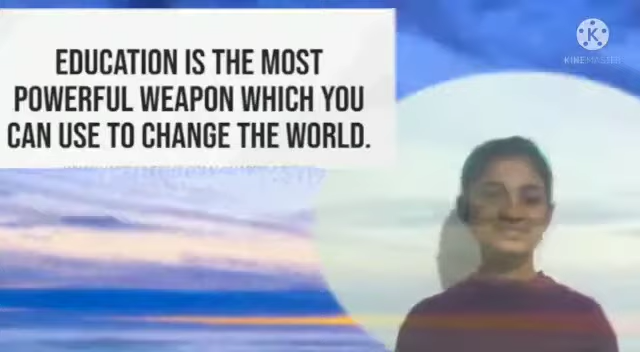 EDUCATION IS THE MOST
POWERFUL WEAPON WHICH YOU
CAN USE TO CHANGE THE WORLD.
K
KINEMASTER